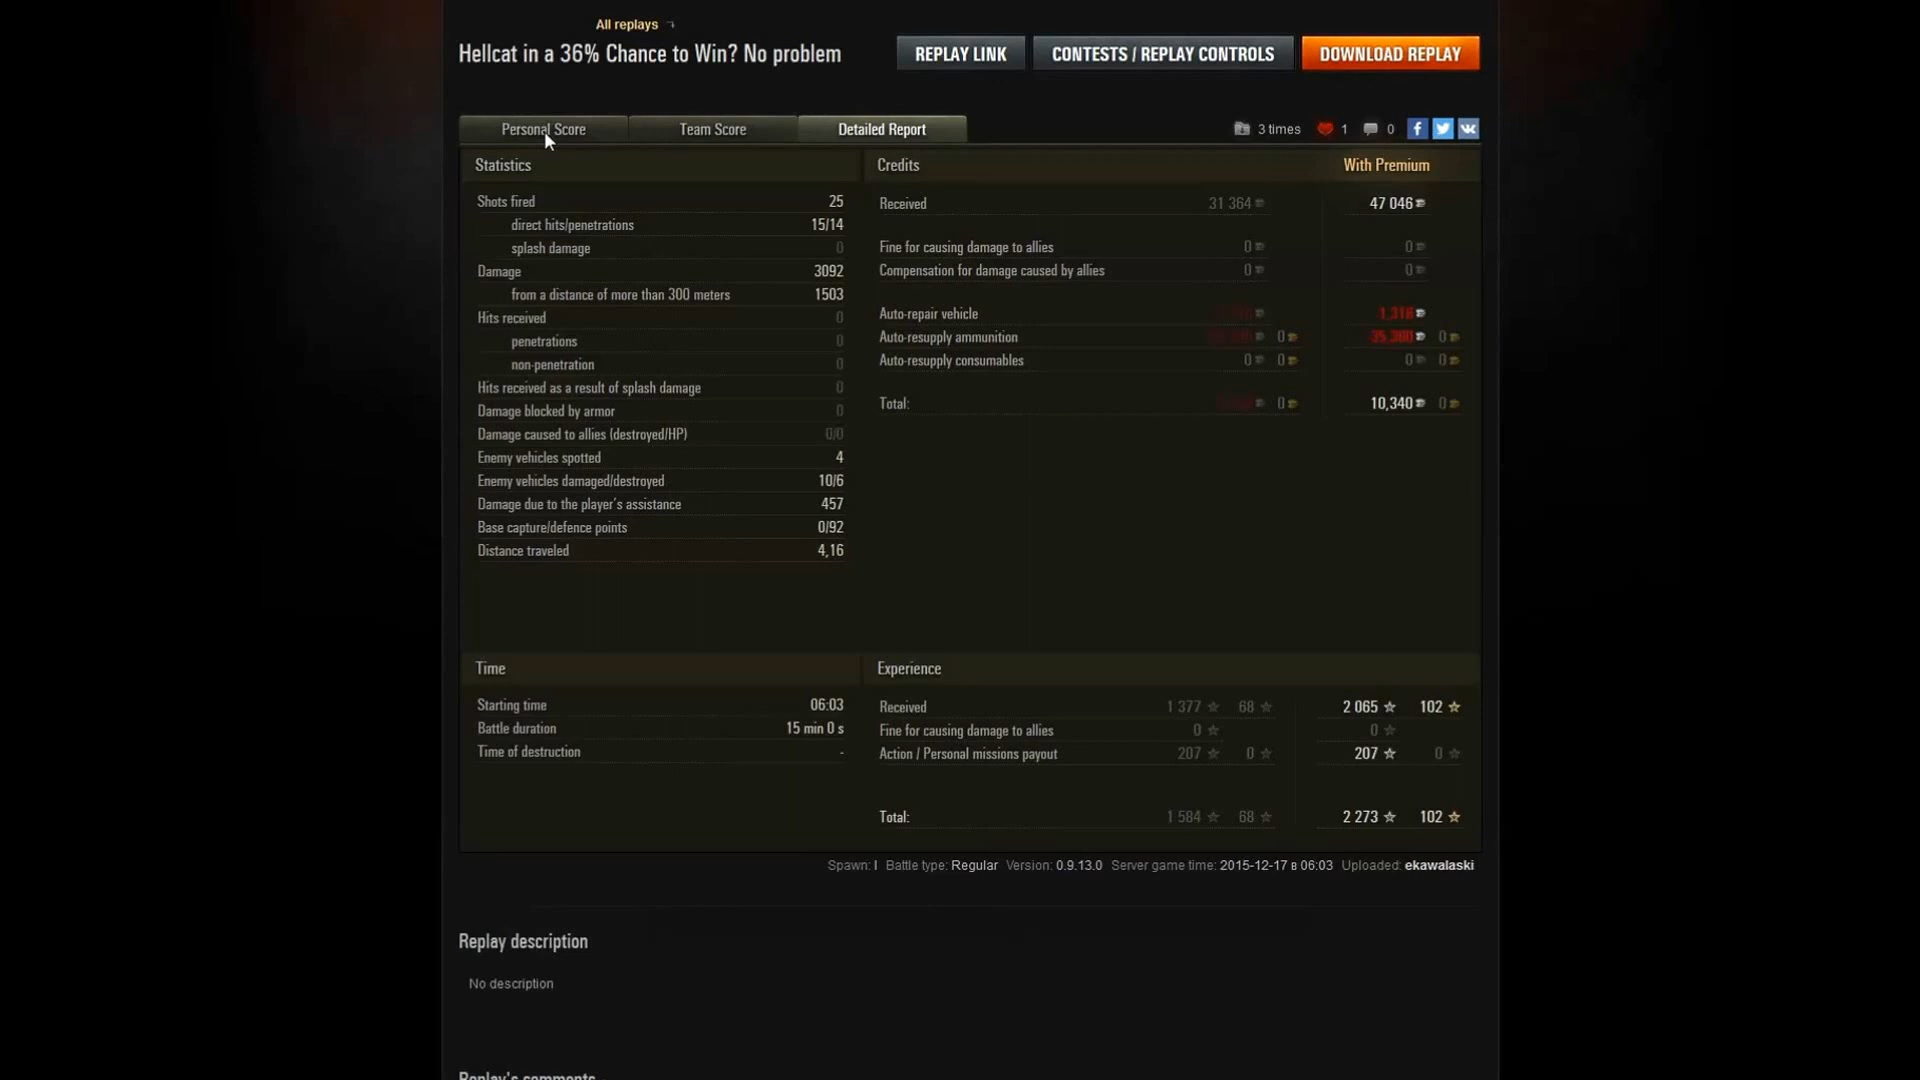 All replays
Hellcat in a 36% Chance to Win? No problem
REPLAY LINK
CONTESTS / REPLAY CONTROLS
DOWNLOAD REPLAY
Personal Score
Team Score
Detailed Report
3 times
1
0
Statistics
Shots fired 25
direct hits/penetrations 15/14
splash damage 0
Damage 3092
from a distance of more than 300 meters 1503
Hits received 0
penetrations 0
non-penetration 0
Hits received as a result of splash damage 0
Damage blocked by armor 0
Damage caused to allies (destroyed/HP) 0/0
Enemy vehicles spotted 4
Enemy vehicles damaged/destroyed 10/6
Damage due to the player's assistance 457
Base capture/defence points 0/92
Distance traveled 4,16
Credits With Premium
Received 31 364 47 046
Fine for causing damage to allies 0 0
Compensation for damage caused by allies 0 0
Auto-repair vehicle 1,316
Auto-resupply ammunition 0 0
Auto-resupply consumables 0 0 0 0
Total: 0 10,340 0
Time
Starting time 06:03
Battle duration 15 min 0 s
Time of destruction -
Experience
Received 1 377 68 2 065 102
Fine for causing damage to allies 0 0
Action / Personal missions payout 207 0 207 0
Total: 1 584 68 2 273 102
Spawn: I Battle type: Regular Version: 0.9.13.0 Server game time: 2015-12-17 в 06:03 Uploaded: ekawalaski
Replay description
No description
Replay's comments